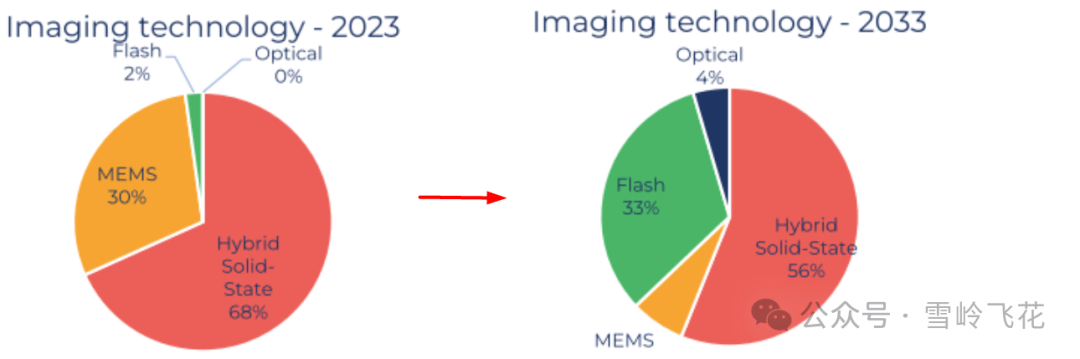 Imaging technology - 2023
Flash
2%
Optical
0%
MEMS
30%
Hybrid
Solid-
State
68%
Imaging technology - 2033
Optical
4%
Flash
33%
Hybrid
Solid-State
56%
MEMS
公众号 · 雪岭飞花